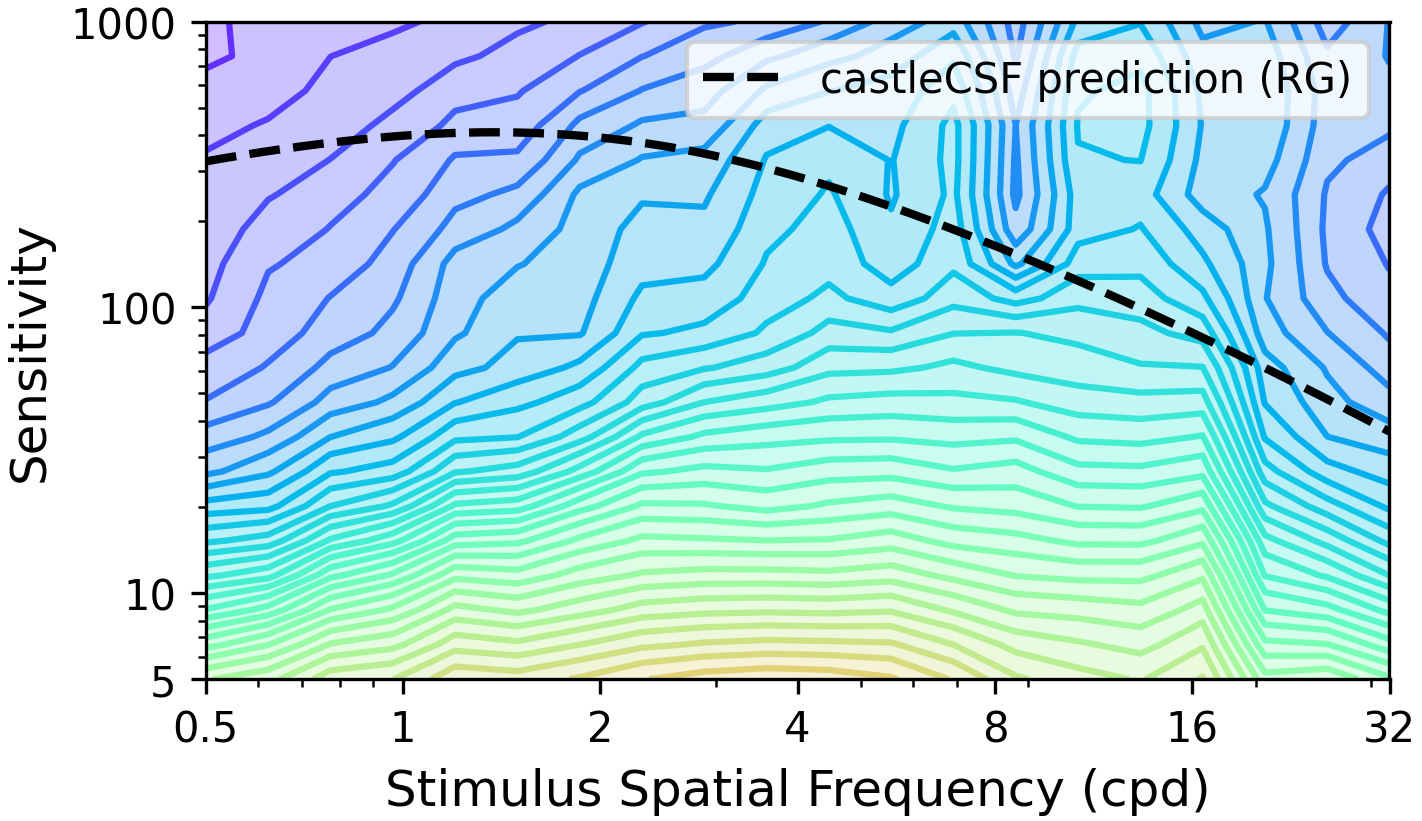 1000
castleCSF prediction (RG)
Sensitivity
100
10
5
0.5 1 2 4 8 16 32
Stimulus Spatial Frequency (cpd)